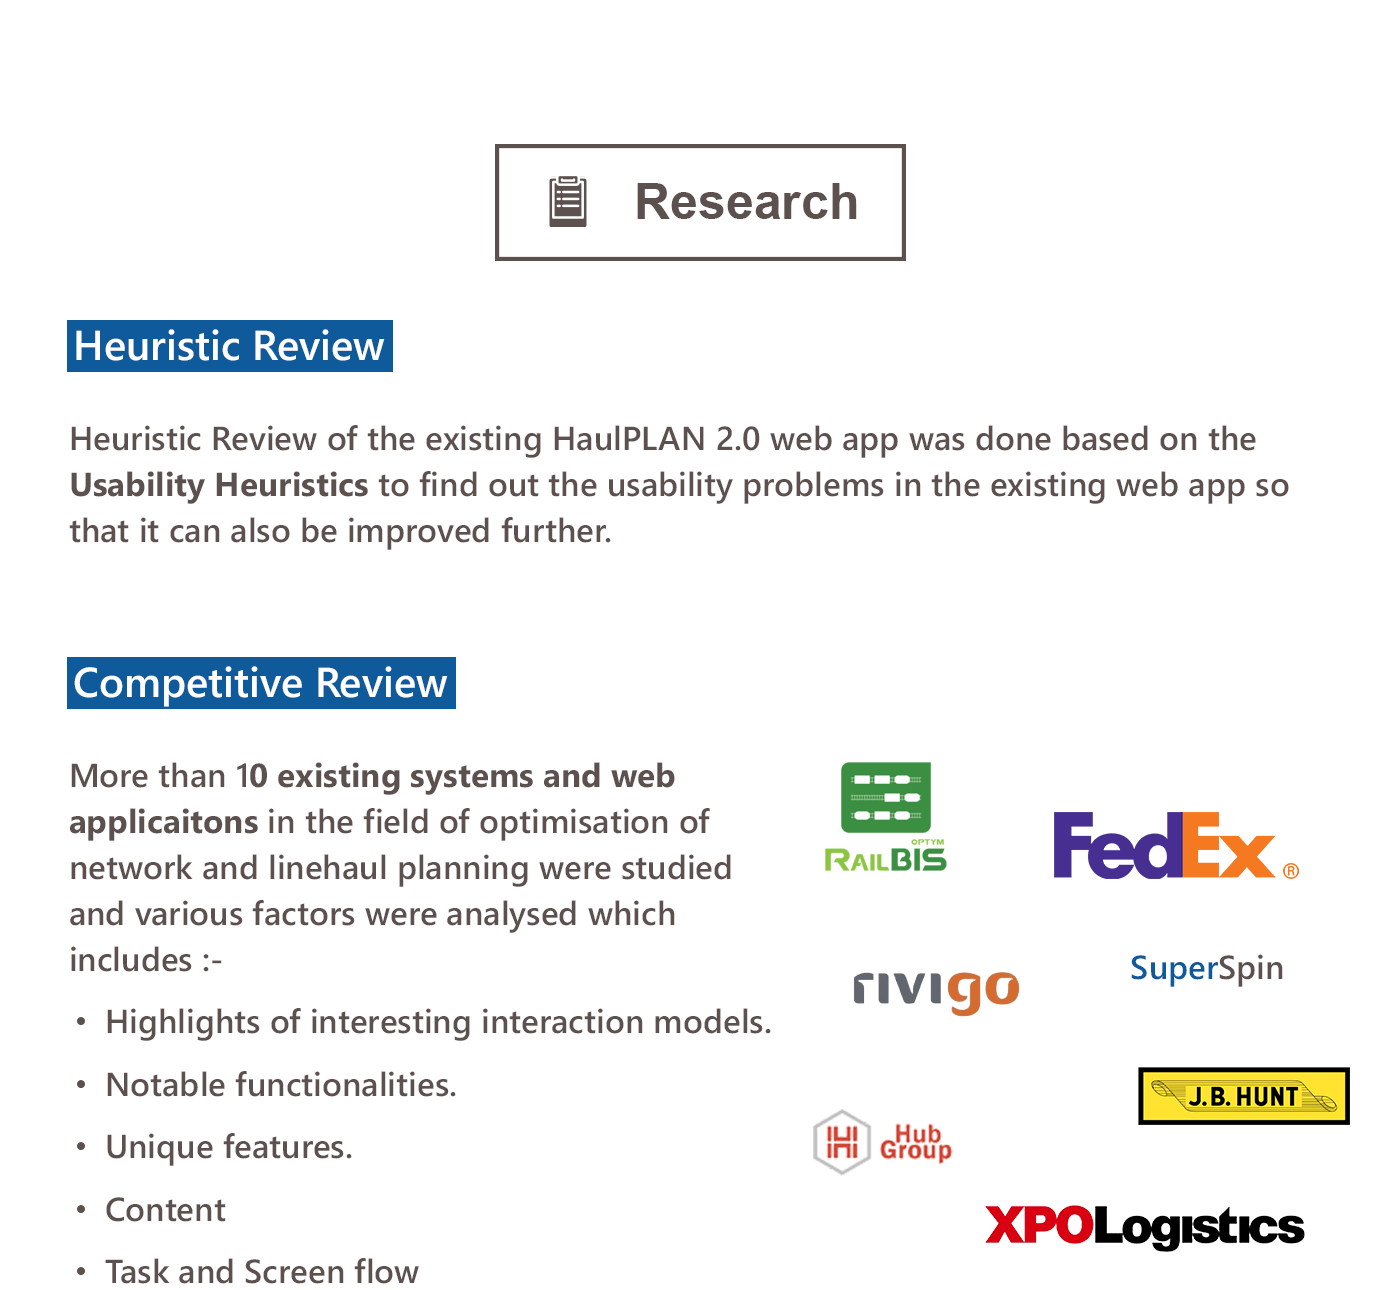 Research
Heuristic Review
Heuristic Review of the existing HaulPLAN 2.0 web app was done based on the
Usability Heuristics to find out the usability problems in the existing web app so
that it can also be improved further.
Competitive Review
More than 10 existing systems and web
applicaitons in the field of optimisation of
network and linehaul planning were studied
and various factors were analysed which
includes :-
• Highlights of interesting interaction models.
• Notable functionalities.
• Unique features.
• Content
• Task and Screen flow
OPTYM
RAILBIS
FedEx ®
rivigo
SuperSpin
J.B. HUNT
Hub
Group
XPOLogistics